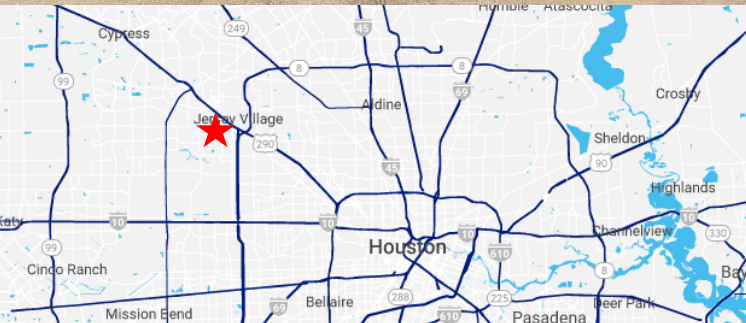 Humble
Atascocita
Cypress
249
45
8
8
99
69
Crosby
Aldine
Jersey Village
Sheldon
290
90
45
Highlands
Katy
10
10
10
10
Channelview
330
99
Houston
610
Cinco Ranch
8
Bay
69
Bellaire
288
225
Deer Park
Mission Bend
610
Pasadena